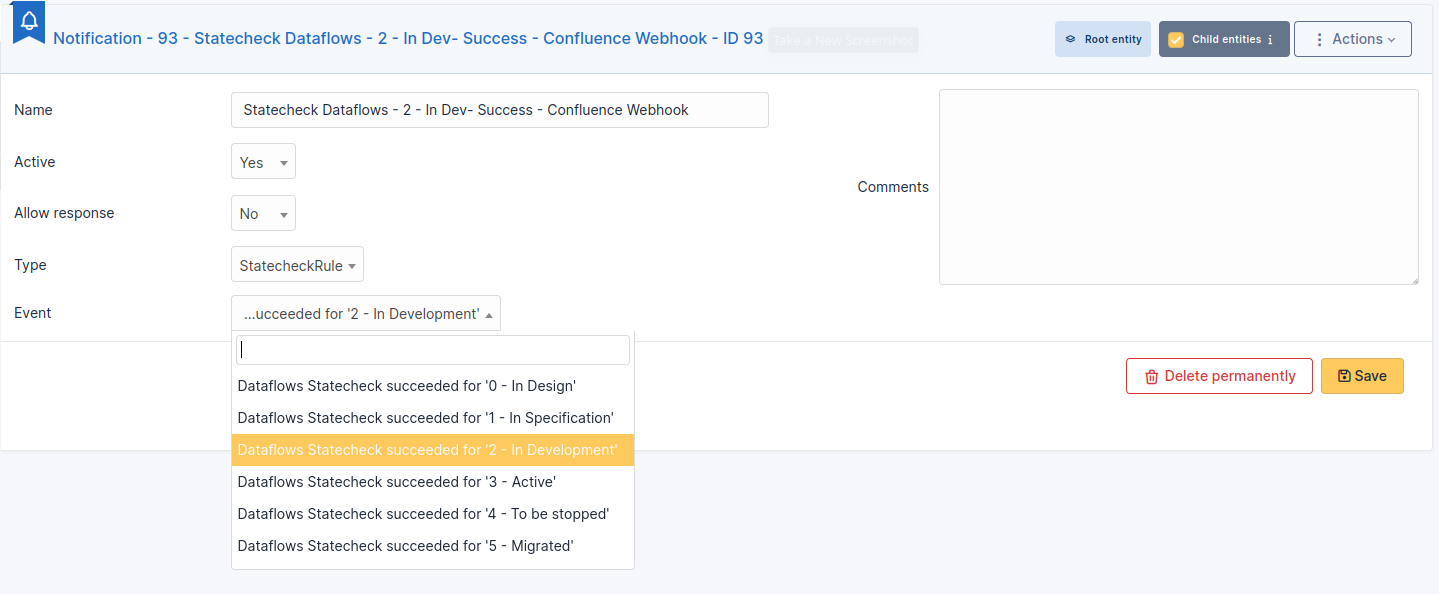 Notification - 93 - Statecheck Dataflows - 2 - In Dev- Success - Confluence Webhook - ID 93
Take a New Screenshot
Root entity
Child entities i
Actions
Name
Statecheck Dataflows - 2 - In Dev- Success - Confluence Webhook
Active
Yes
Comments
Allow response
No
Type
StatecheckRule
Event
...ucceeded for '2 - In Development'
Dataflows Statecheck succeeded for '0 - In Design'
Dataflows Statecheck succeeded for '1 - In Specification'
Dataflows Statecheck succeeded for '2 - In Development'
Dataflows Statecheck succeeded for '3 - Active'
Dataflows Statecheck succeeded for '4 - To be stopped'
Dataflows Statecheck succeeded for '5 - Migrated'
Delete permanently
Save